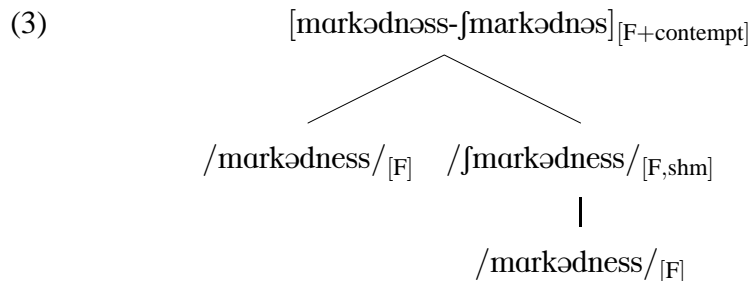 (3) [mɑrkədnəss-ʃmarkədnəs][F+contempt]
/mɑrkədness/[F] /ʃmɑrkədness/[F,shm]
/mɑrkədness/[F]